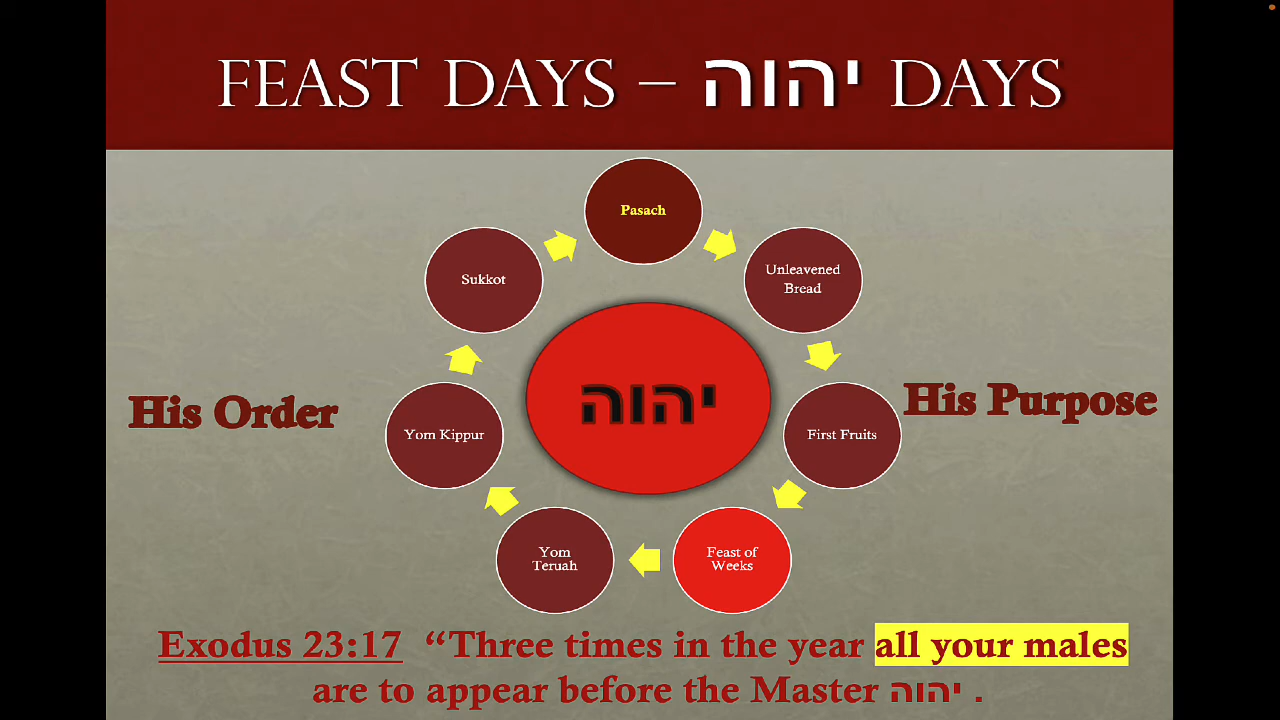 FEAST DAYS – יהוה DAYS
Pasach
Unleavened
Bread
First Fruits
Feast of
Weeks
Yom
Teruah
Yom Kippur
Sukkot
יהוה
His Order
His Purpose
Exodus 23:17 “Three times in the year all your males
are to appear before the Master יהוה .